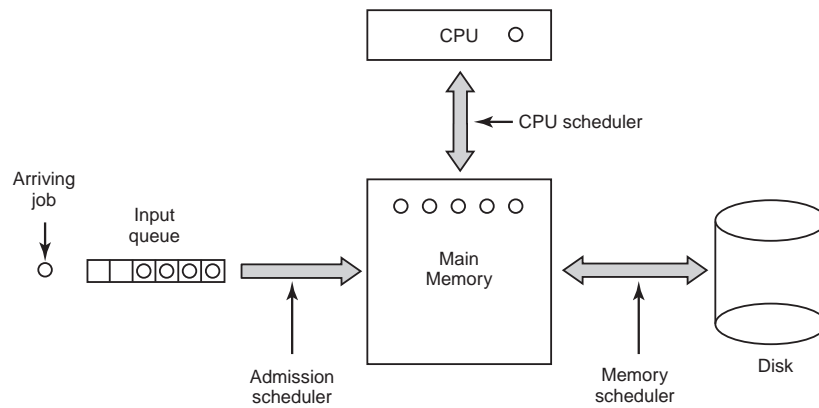 CPU
CPU scheduler
Arriving
job
Input
queue
Main
Memory
Admission
scheduler
Memory
scheduler
Disk